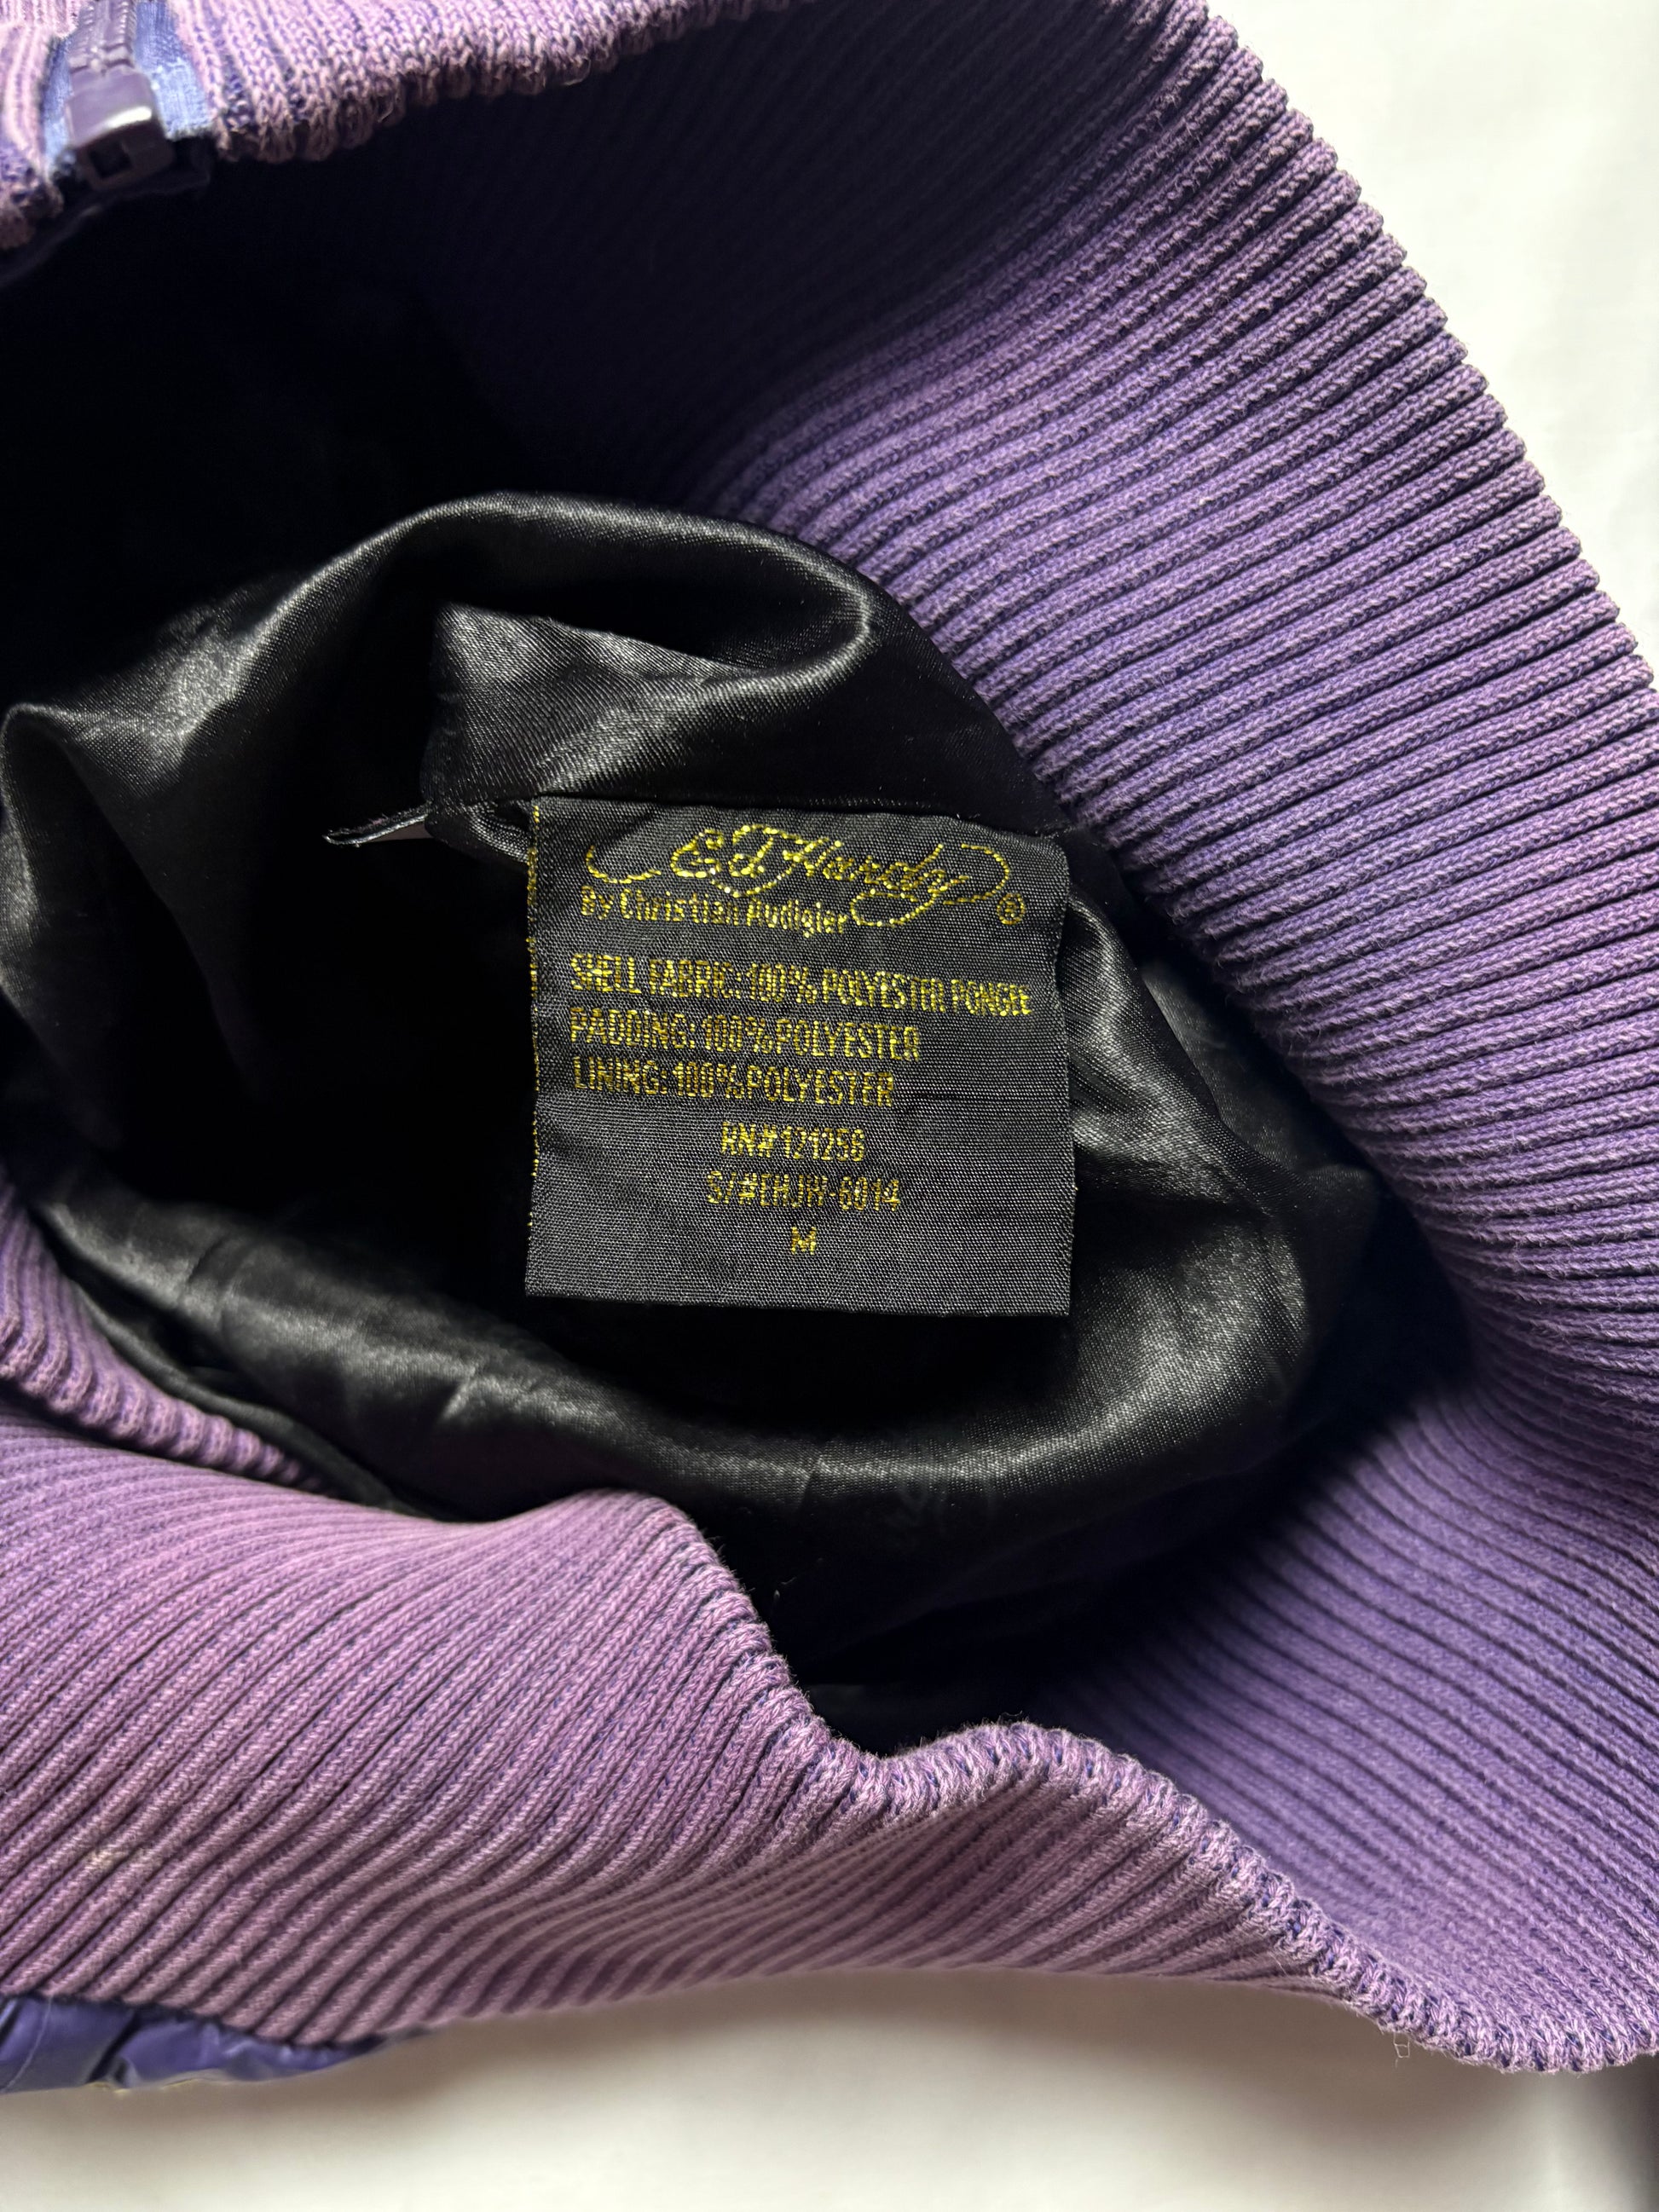 Ed Hardy ®
By Christian Audigier
SHELL FABRIC: 100% POLYESTER PONGEE
PADDING: 100% POLYESTER
LINING: 100% POLYESTER
RN# 121256
S/#EHJH-6014
M